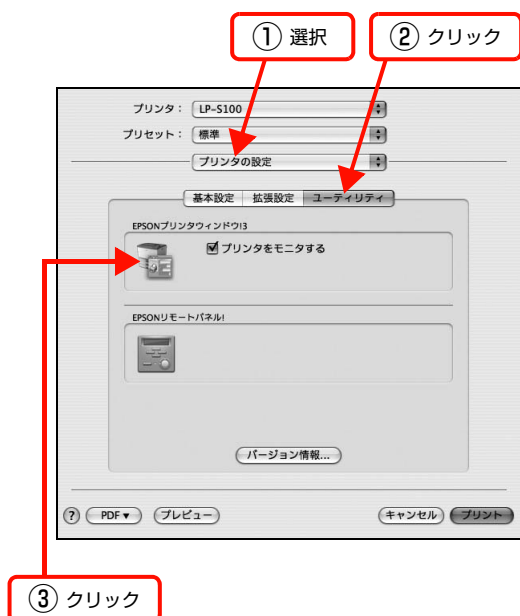 ① 選択
② クリック
プリンタ： LP-S100
プリセット： 標準
プリンタの設定
基本設定 拡張設定 ユーティリティ
EPSONプリンタウィンドウ!3
プリンタをモニタする
EPSONリモートパネル!
バージョン情報...
? PDF▼ プレビュー キャンセル プリント
③ クリック